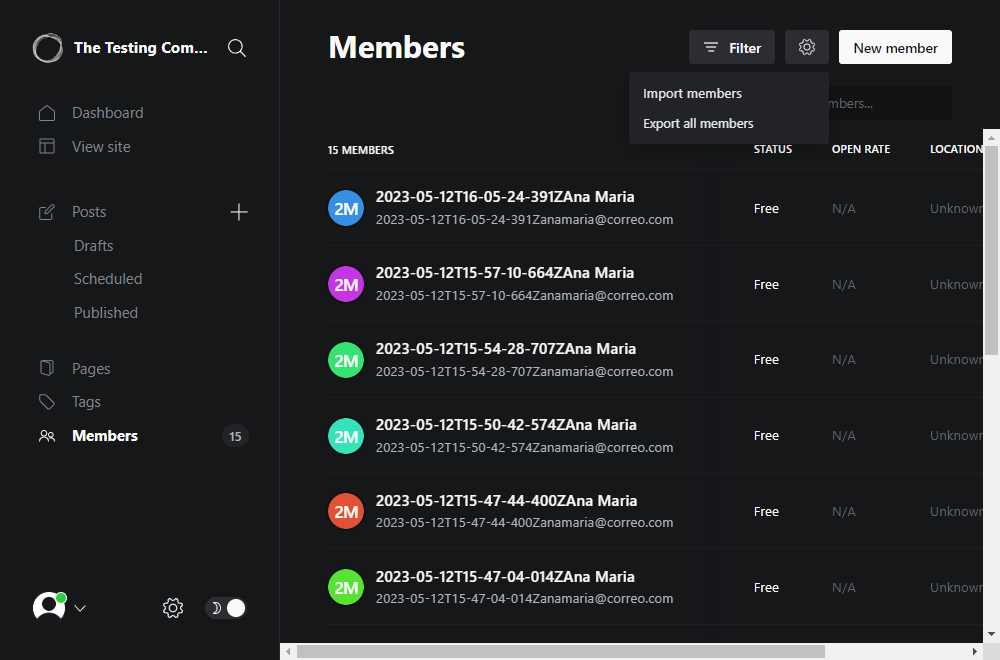 The Testing Com...
Dashboard
View site
Posts
Drafts
Scheduled
Published
Pages
Tags
Members
15
Members
Filter
New member
Import members
Export all members
mbers...
15 MEMBERS STATUS OPEN RATE LOCATION
2M 2023-05-12T16-05-24-391ZAna Maria
2023-05-12T16-05-24-391Zanamaria@correo.com
Free N/A Unknown
2M 2023-05-12T15-57-10-664ZAna Maria
2023-05-12T15-57-10-664Zanamaria@correo.com
Free N/A Unknown
2M 2023-05-12T15-54-28-707ZAna Maria
2023-05-12T15-54-28-707Zanamaria@correo.com
Free N/A Unknown
2M 2023-05-12T15-50-42-574ZAna Maria
2023-05-12T15-50-42-574Zanamaria@correo.com
Free N/A Unknown
2M 2023-05-12T15-47-44-400ZAna Maria
2023-05-12T15-47-44-400Zanamaria@correo.com
Free N/A Unknown
2M 2023-05-12T15-47-04-014ZAna Maria
2023-05-12T15-47-04-014Zanamaria@correo.com
Free N/A Unknown